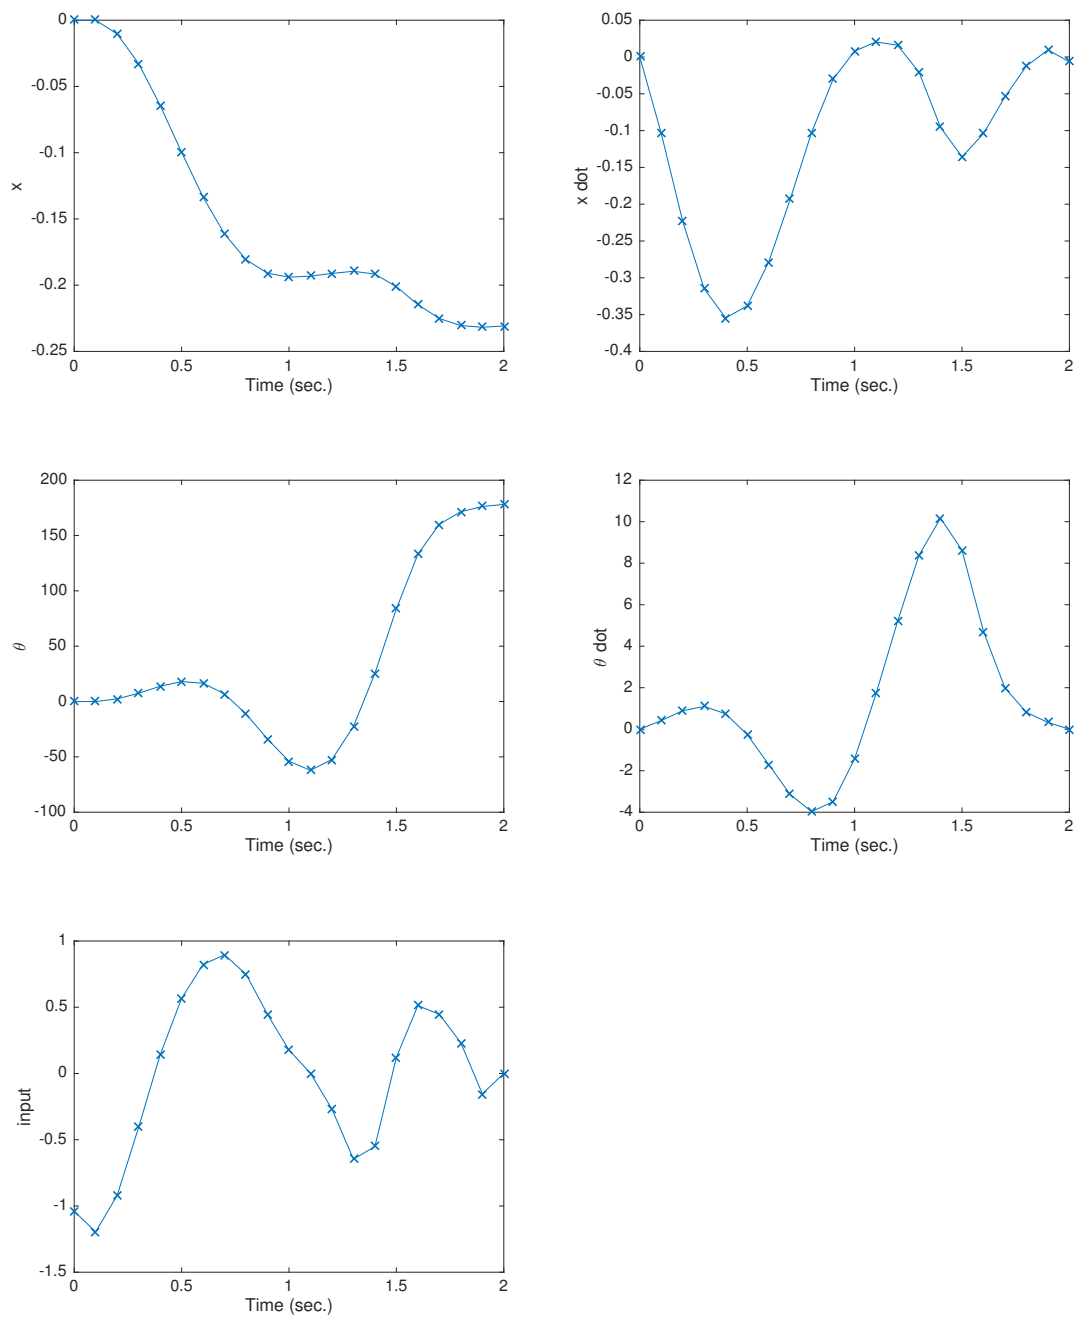 0
-0.05
-0.1
-0.15
-0.2
-0.25
x
0 0.5 1 1.5 2
Time (sec.)
0.05
0
-0.05
-0.1
-0.15
-0.2
-0.25
-0.3
-0.35
-0.4
x dot
0 0.5 1 1.5 2
Time (sec.)
200
150
100
50
0
-50
-100
θ
0 0.5 1 1.5 2
Time (sec.)
12
10
8
6
4
2
0
-2
-4
θ dot
0 0.5 1 1.5 2
Time (sec.)
1
0.5
0
-0.5
-1
-1.5
input
0 0.5 1 1.5 2
Time (sec.)